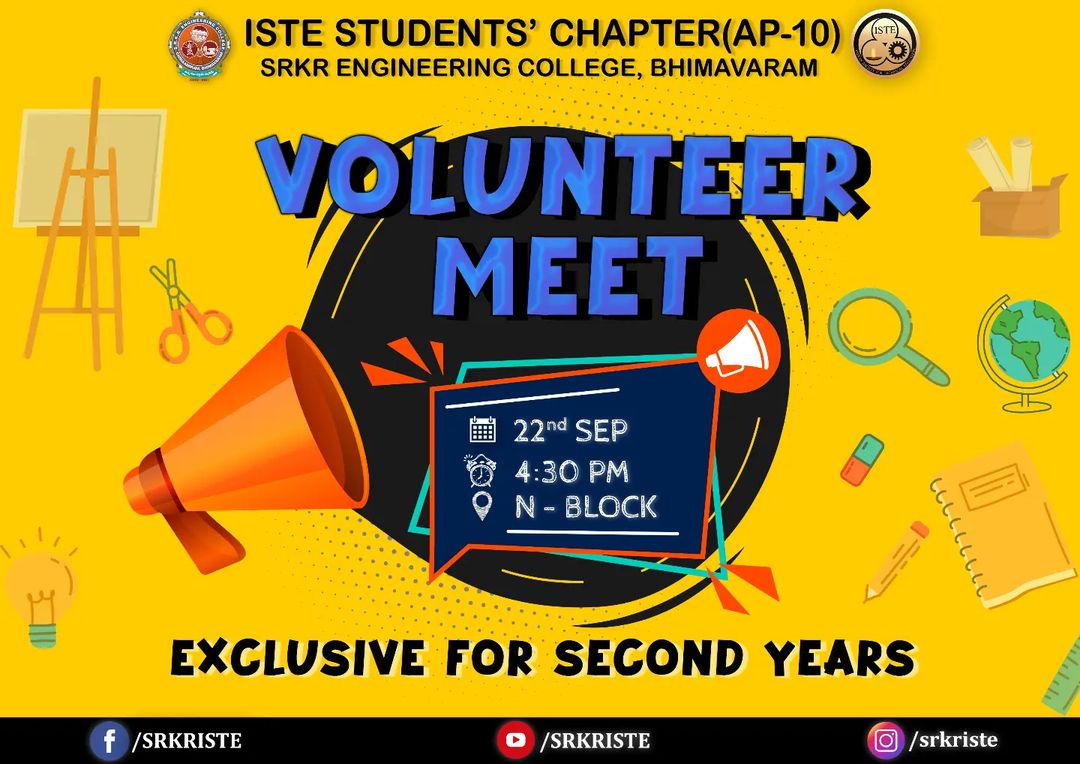 ISTE STUDENTS’ CHAPTER(AP-10)
SRKR ENGINEERING COLLEGE, BHIMAVARAM
ISTE
VOLUNTEER
MEET
22nd SEP
4:30 PM
N - BLOCK
EXCLUSIVE FOR SECOND YEARS
/SRKRISTE
/SRKRISTE
/srkriste